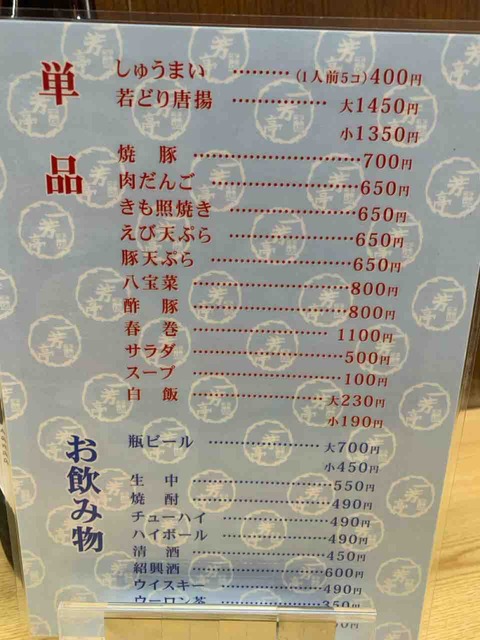 単品
しゅうまい ………（1人前5コ）400円
若どり唐揚 ………… 大1450円
小1350円
焼 豚 ………… 700円
肉だんご ………… 650円
きも照焼き ………… 650円
えび天ぷら ………… 650円
豚天ぷら ………… 650円
八宝菜 ………… 800円
酢 豚 ………… 800円
春 巻 ………… 1100円
サラダ ………… 500円
スープ ………… 100円
白 飯 ………… 大230円
小190円
お飲み物
瓶ビール ………… 大700円
小450円
生 中 ………… 550円
焼 酎 ………… 490円
チューハイ ………… 490円
ハイボール ………… 490円
清 酒 ………… 450円
紹興酒 ………… 600円
ウイスキー ………… 490円
ウーロン茶 ………… 350円